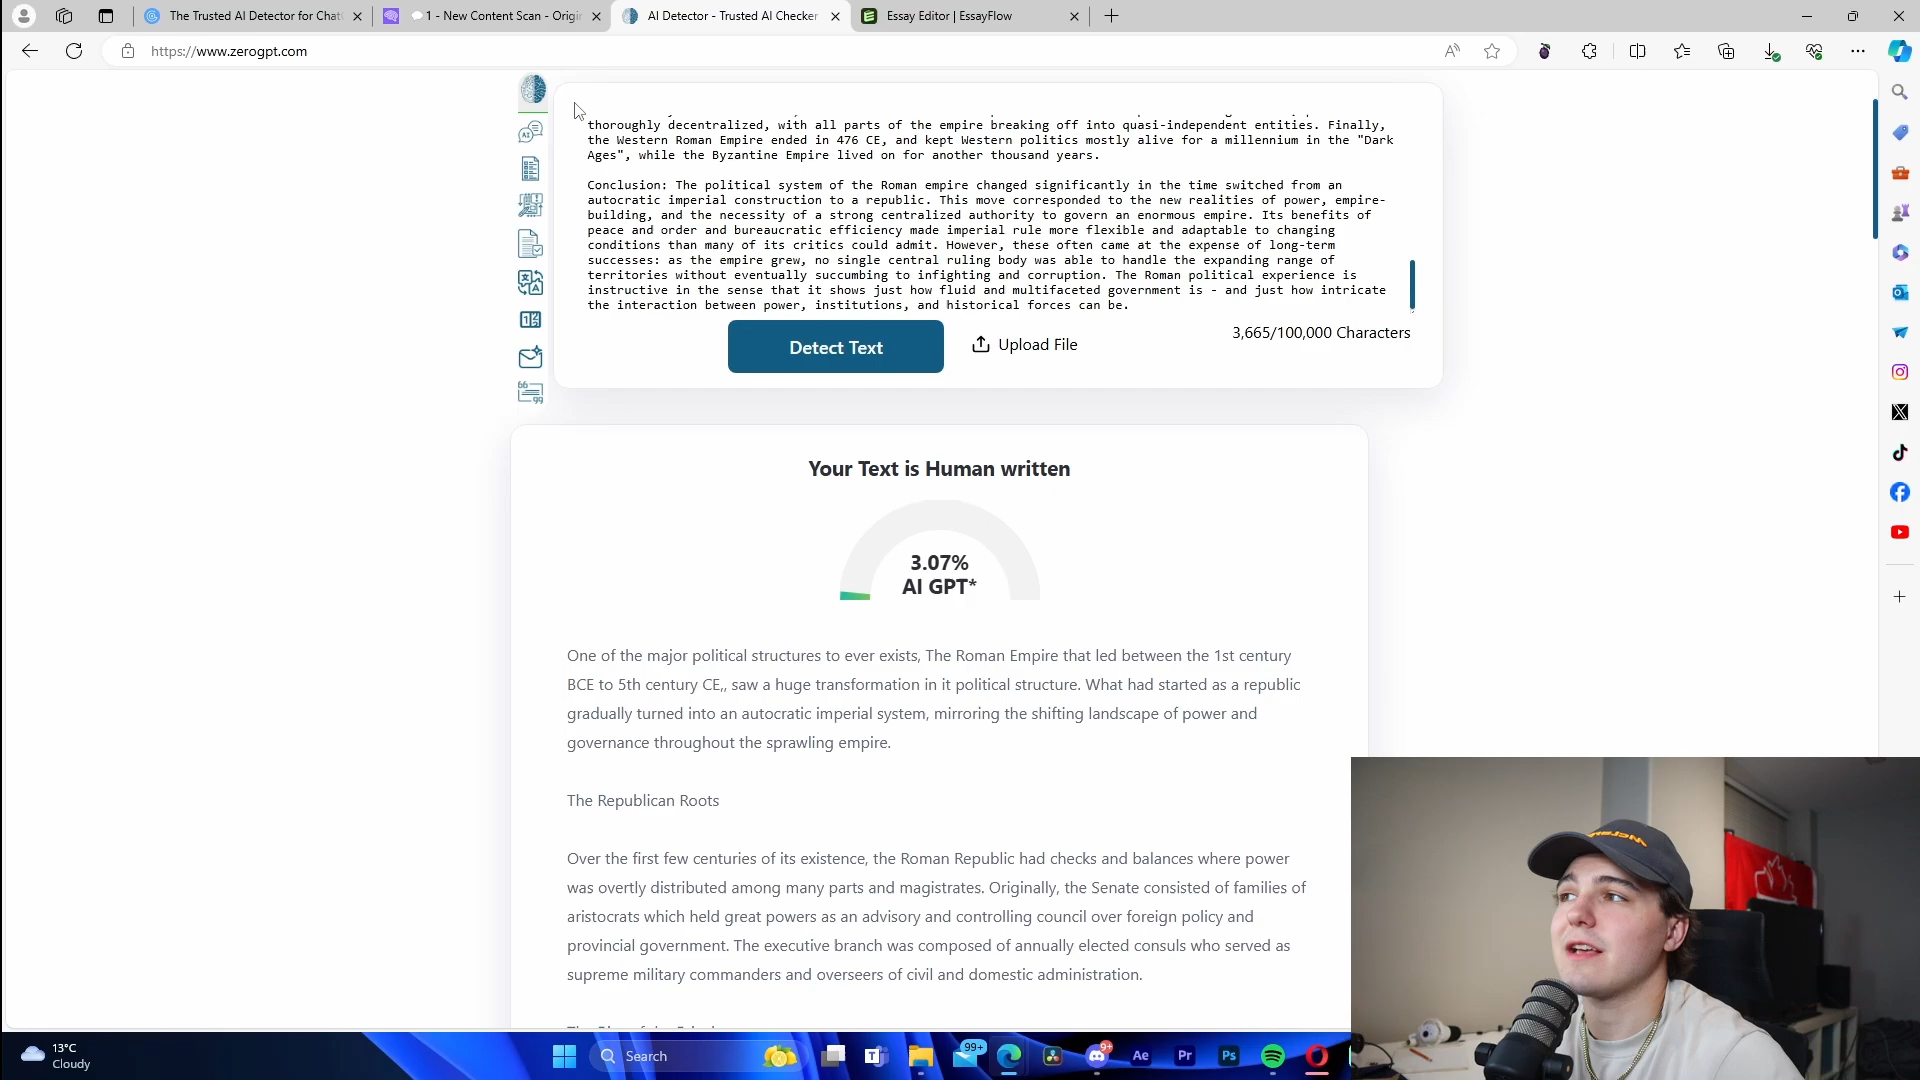 The Trusted AI Detector for Chat
1 - New Content Scan - Origin
AI Detector - Trusted AI Checker
Essay Editor | EssayFlow
https://www.zerogpt.com
thoroughly decentralized, with all parts of the empire breaking off into quasi-independent entities. Finally,
the Western Roman Empire ended in 476 CE, and kept Western politics mostly alive for a millennium in the "Dark
Ages", while the Byzantine Empire lived on for another thousand years.
Conclusion: The political system of the Roman empire changed significantly in the time switched from an
autocratic imperial construction to a republic. This move corresponded to the new realities of power, empire-
building, and the necessity of a strong centralized authority to govern an enormous empire. Its benefits of
peace and order and bureaucratic efficiency made imperial rule more flexible and adaptable to changing
conditions than many of its critics could admit. However, these often came at the expense of long-term
successes: as the empire grew, no single central ruling body was able to handle the expanding range of
territories without eventually succumbing to infighting and corruption. The Roman political experience is
instructive in the sense that it shows just how fluid and multifaceted government is - and just how intricate
the interaction between power, institutions, and historical forces can be.
Detect Text
Upload File
3,665/100,000 Characters
Your Text is Human written
3.07%
AI GPT*
One of the major political structures to ever exists, The Roman Empire that led between the 1st century
BCE to 5th century CE,, saw a huge transformation in it political structure. What had started as a republic
gradually turned into an autocratic imperial system, mirroring the shifting landscape of power and
governance throughout the sprawling empire.
The Republican Roots
Over the first few centuries of its existence, the Roman Republic had checks and balances where power
was overtly distributed among many parts and magistrates. Originally, the Senate consisted of families of
aristocrats which held great powers as an advisory and controlling council over foreign policy and
provincial government. The executive branch was composed of annually elected consuls who served as
supreme military commanders and overseers of civil and domestic administration.
13°C
Cloudy
Search
99+
9+
Ae
Pr
Ps